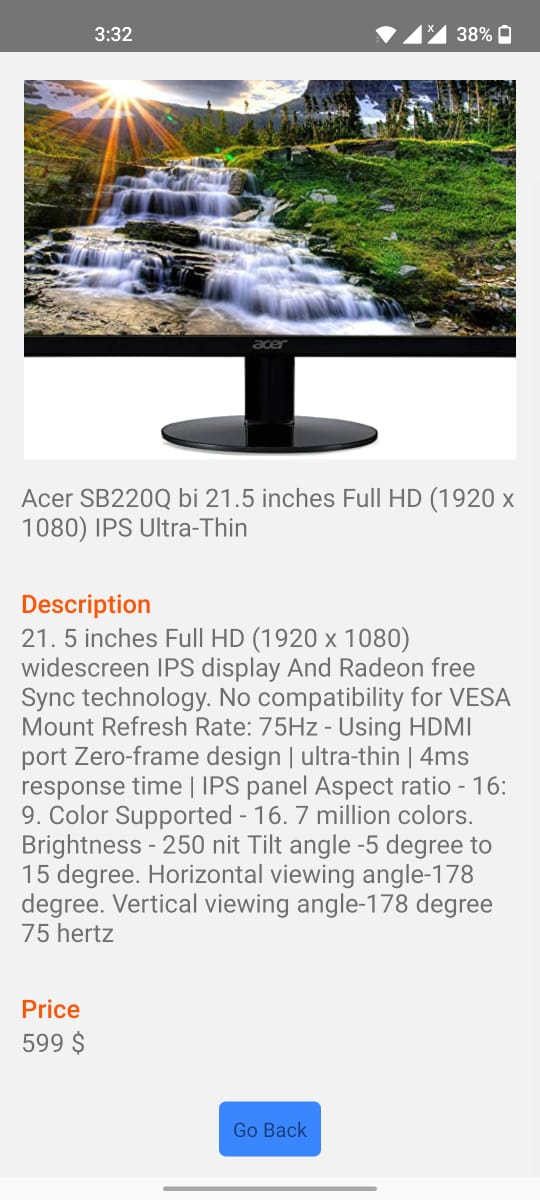 3:32
x
38%
acer
Acer SB220Q bi 21.5 inches Full HD (1920 x
1080) IPS Ultra-Thin
Description
21. 5 inches Full HD (1920 x 1080)
widescreen IPS display And Radeon free
Sync technology. No compatibility for VESA
Mount Refresh Rate: 75Hz - Using HDMI
port Zero-frame design | ultra-thin | 4ms
response time | IPS panel Aspect ratio - 16:
9. Color Supported - 16. 7 million colors.
Brightness - 250 nit Tilt angle -5 degree to
15 degree. Horizontal viewing angle-178
degree. Vertical viewing angle-178 degree
75 hertz
Price
599 $
Go Back